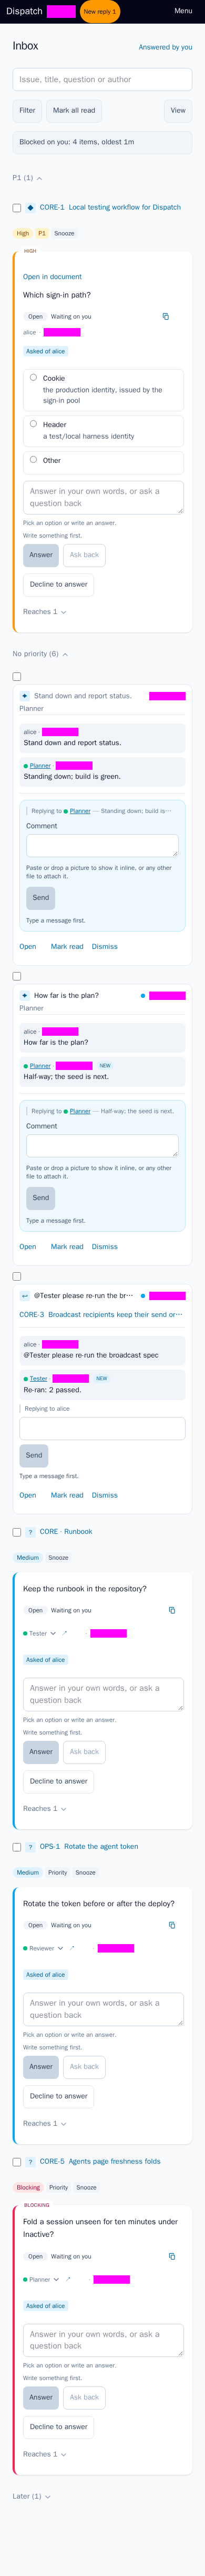 Dispatch New reply 1 Menu
Inbox Answered by you
Issue, title, question or author
Filter Mark all read View
Blocked on you: 4 items, oldest 1m
P1 (1)
CORE-1 Local testing workflow for Dispatch
High P1 Snooze
HIGH
Open in document
Which sign-in path?
Open Waiting on you
alice ·
Asked of alice
Cookie
the production identity, issued by the
sign-in pool
Header
a test/local harness identity
Other
Answer in your own words, or ask a
question back
Pick an option or write an answer.
Write something first.
Answer Ask back
Decline to answer
Reaches 1
No priority (6)
Stand down and report status.
Planner
alice ·
Stand down and report status.
Planner ·
Standing down; build is green.
Replying to Planner — Standing down; build is…
Comment
Paste or drop a picture to show it inline, or any other
file to attach it.
Send
Type a message first.
Open Mark read Dismiss
How far is the plan?
Planner
alice ·
How far is the plan?
Planner · NEW
Half-way; the seed is next.
Replying to Planner — Half-way; the seed is next.
Comment
Paste or drop a picture to show it inline, or any other
file to attach it.
Send
Type a message first.
Open Mark read Dismiss
@Tester please re-run the br…
CORE-3 Broadcast recipients keep their send or…
alice ·
@Tester please re-run the broadcast spec
Tester · NEW
Re-ran: 2 passed.
Replying to alice
Send
Type a message first.
Open Mark read Dismiss
? CORE · Runbook
Medium Snooze
Keep the runbook in the repository?
Open Waiting on you
Tester
Asked of alice
Answer in your own words, or ask a
question back
Pick an option or write an answer.
Write something first.
Answer Ask back
Decline to answer
Reaches 1
? OPS-1 Rotate the agent token
Medium Priority Snooze
Rotate the token before or after the deploy?
Open Waiting on you
Reviewer
Asked of alice
Answer in your own words, or ask a
question back
Pick an option or write an answer.
Write something first.
Answer Ask back
Decline to answer
Reaches 1
? CORE-5 Agents page freshness folds
Blocking Priority Snooze
BLOCKING
Fold a session unseen for ten minutes under
Inactive?
Open Waiting on you
Planner
Asked of alice
Answer in your own words, or ask a
question back
Pick an option or write an answer.
Write something first.
Answer Ask back
Decline to answer
Reaches 1
Later (1)